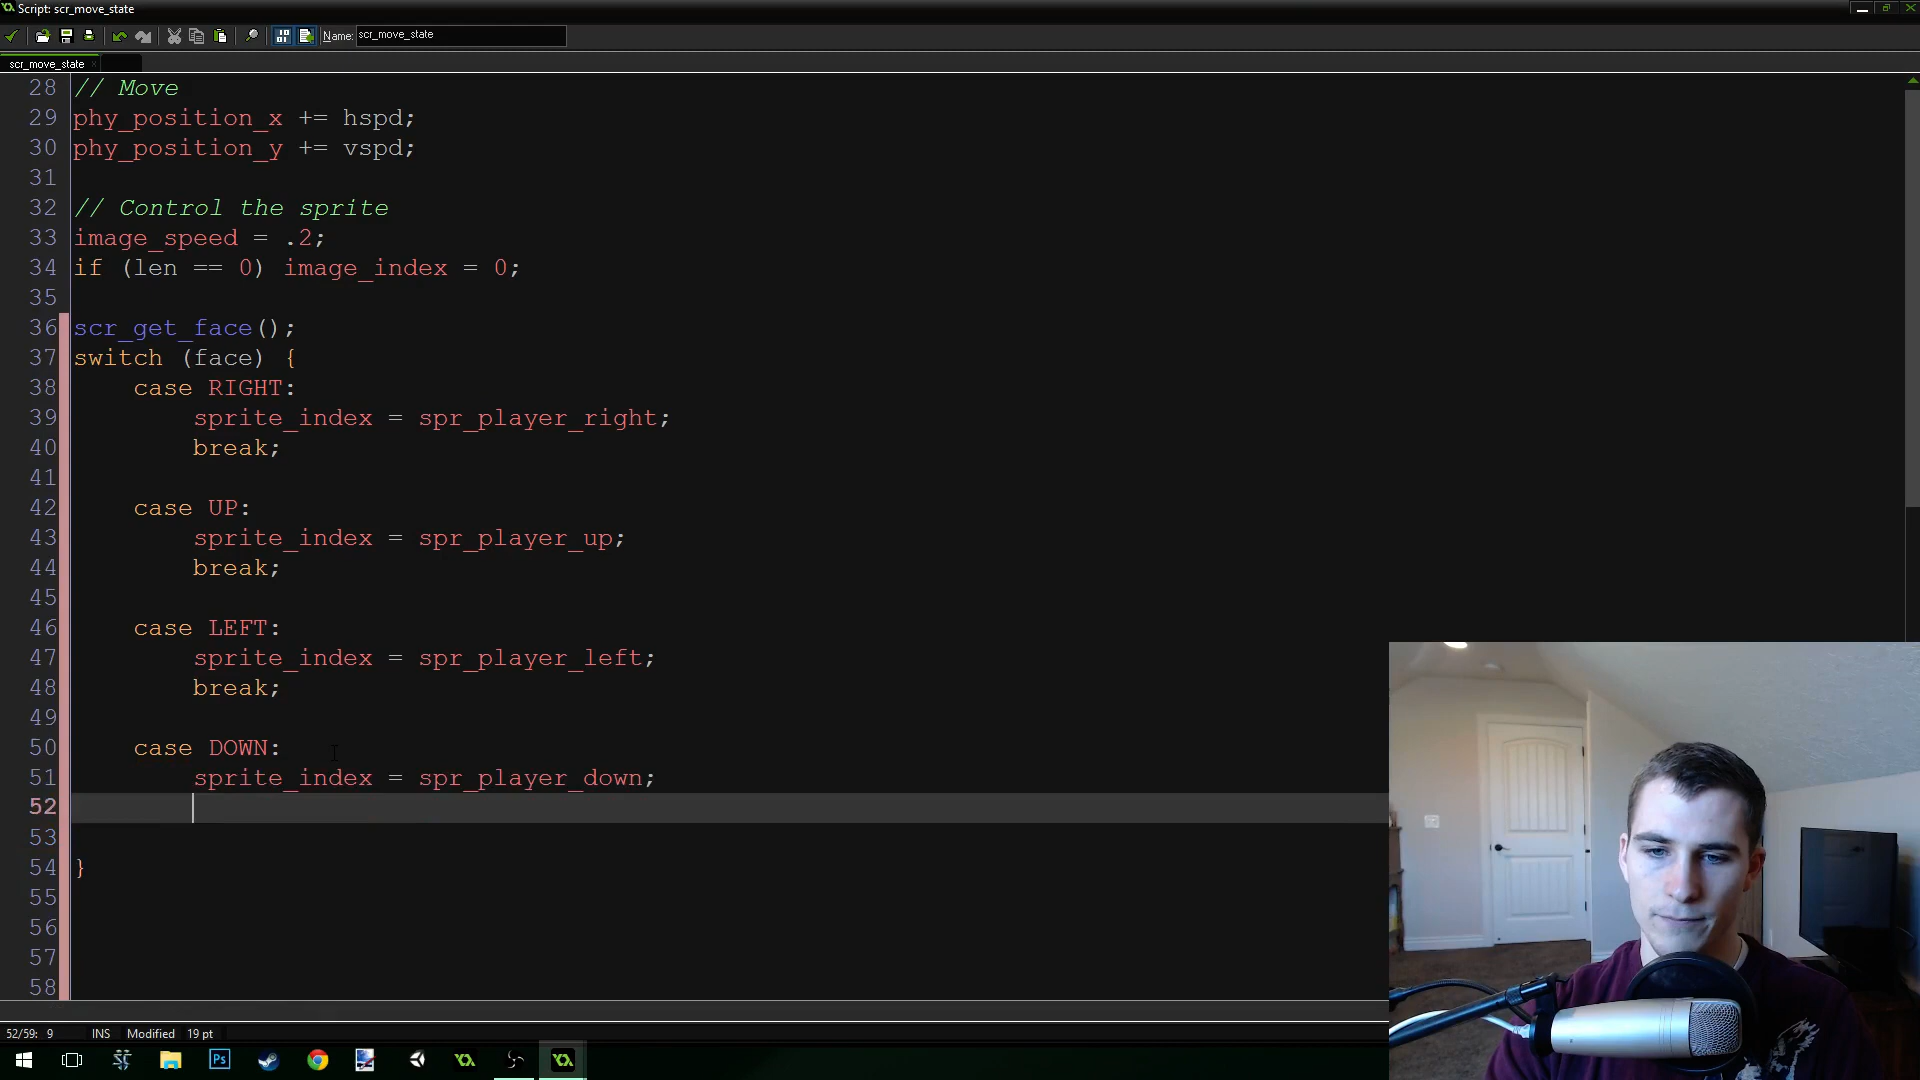 Script: scr_move_state
Name: scr_move_state
scr_move_state
28 // Move
29 phy_position_x += hspd;
30 phy_position_y += vspd;
31
32 // Control the sprite
33 image_speed = .2;
34 if (len == 0) image_index = 0;
35
36 scr_get_face();
37 switch (face) {
38 case RIGHT:
39 sprite_index = spr_player_right;
40 break;
41
42 case UP:
43 sprite_index = spr_player_up;
44 break;
45
46 case LEFT:
47 sprite_index = spr_player_left;
48 break;
49
50 case DOWN:
51 sprite_index = spr_player_down;
52
53
54 }
55
56
57
58
52/59: 9 INS Modified 19 pt
Ps